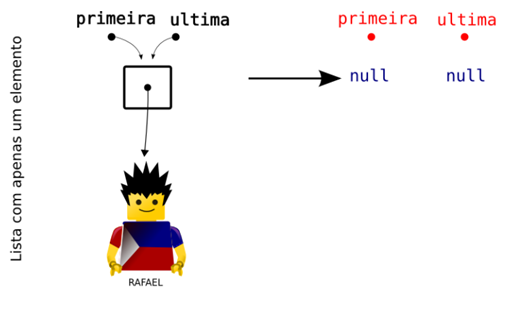 Lista com apenas um elemento
primeira ultima
RAFAEL
primeira ultima
null null